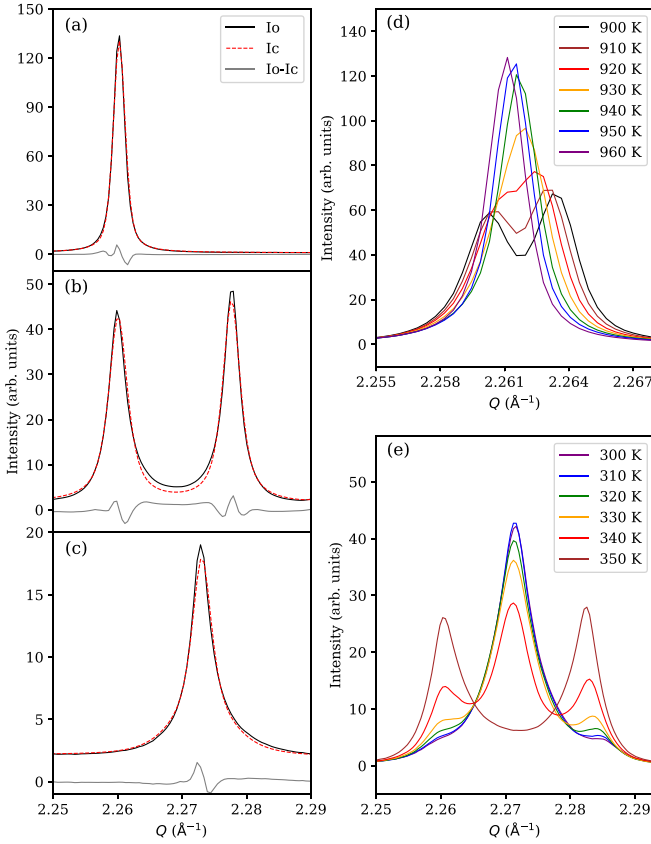 (a)
Io
Ic
Io-Ic
150
120
90
60
30
0
(b)
50
40
30
20
10
0
Intensity (arb. units)
(c)
20
15
10
5
0
2.25 2.26 2.27 2.28 2.29
Q (Å⁻¹)
(d)
900 K
910 K
920 K
930 K
940 K
950 K
960 K
140
120
100
80
60
40
20
0
Intensity (arb. units)
2.255 2.258 2.261 2.264 2.267
Q (Å⁻¹)
(e)
300 K
310 K
320 K
330 K
340 K
350 K
50
40
30
20
10
0
Intensity (arb. units)
2.25 2.26 2.27 2.28 2.29
Q (Å⁻¹)